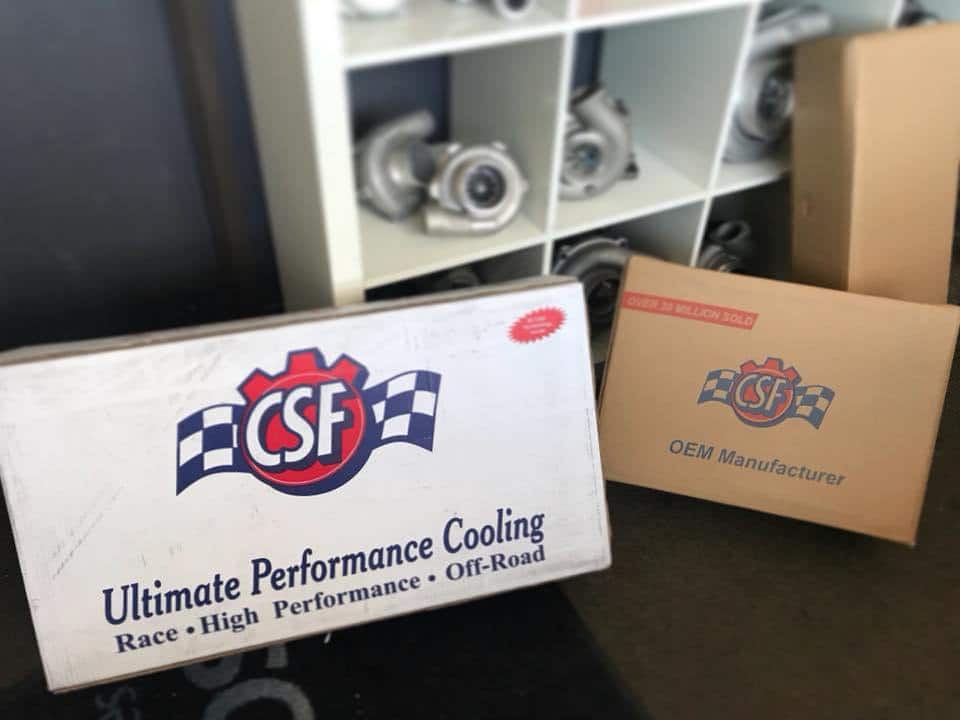 CSF
Ultimate Performance Cooling
Race • High Performance • Off-Road
OVER 30 MILLION SOLD
CSF
OEM Manufacturer